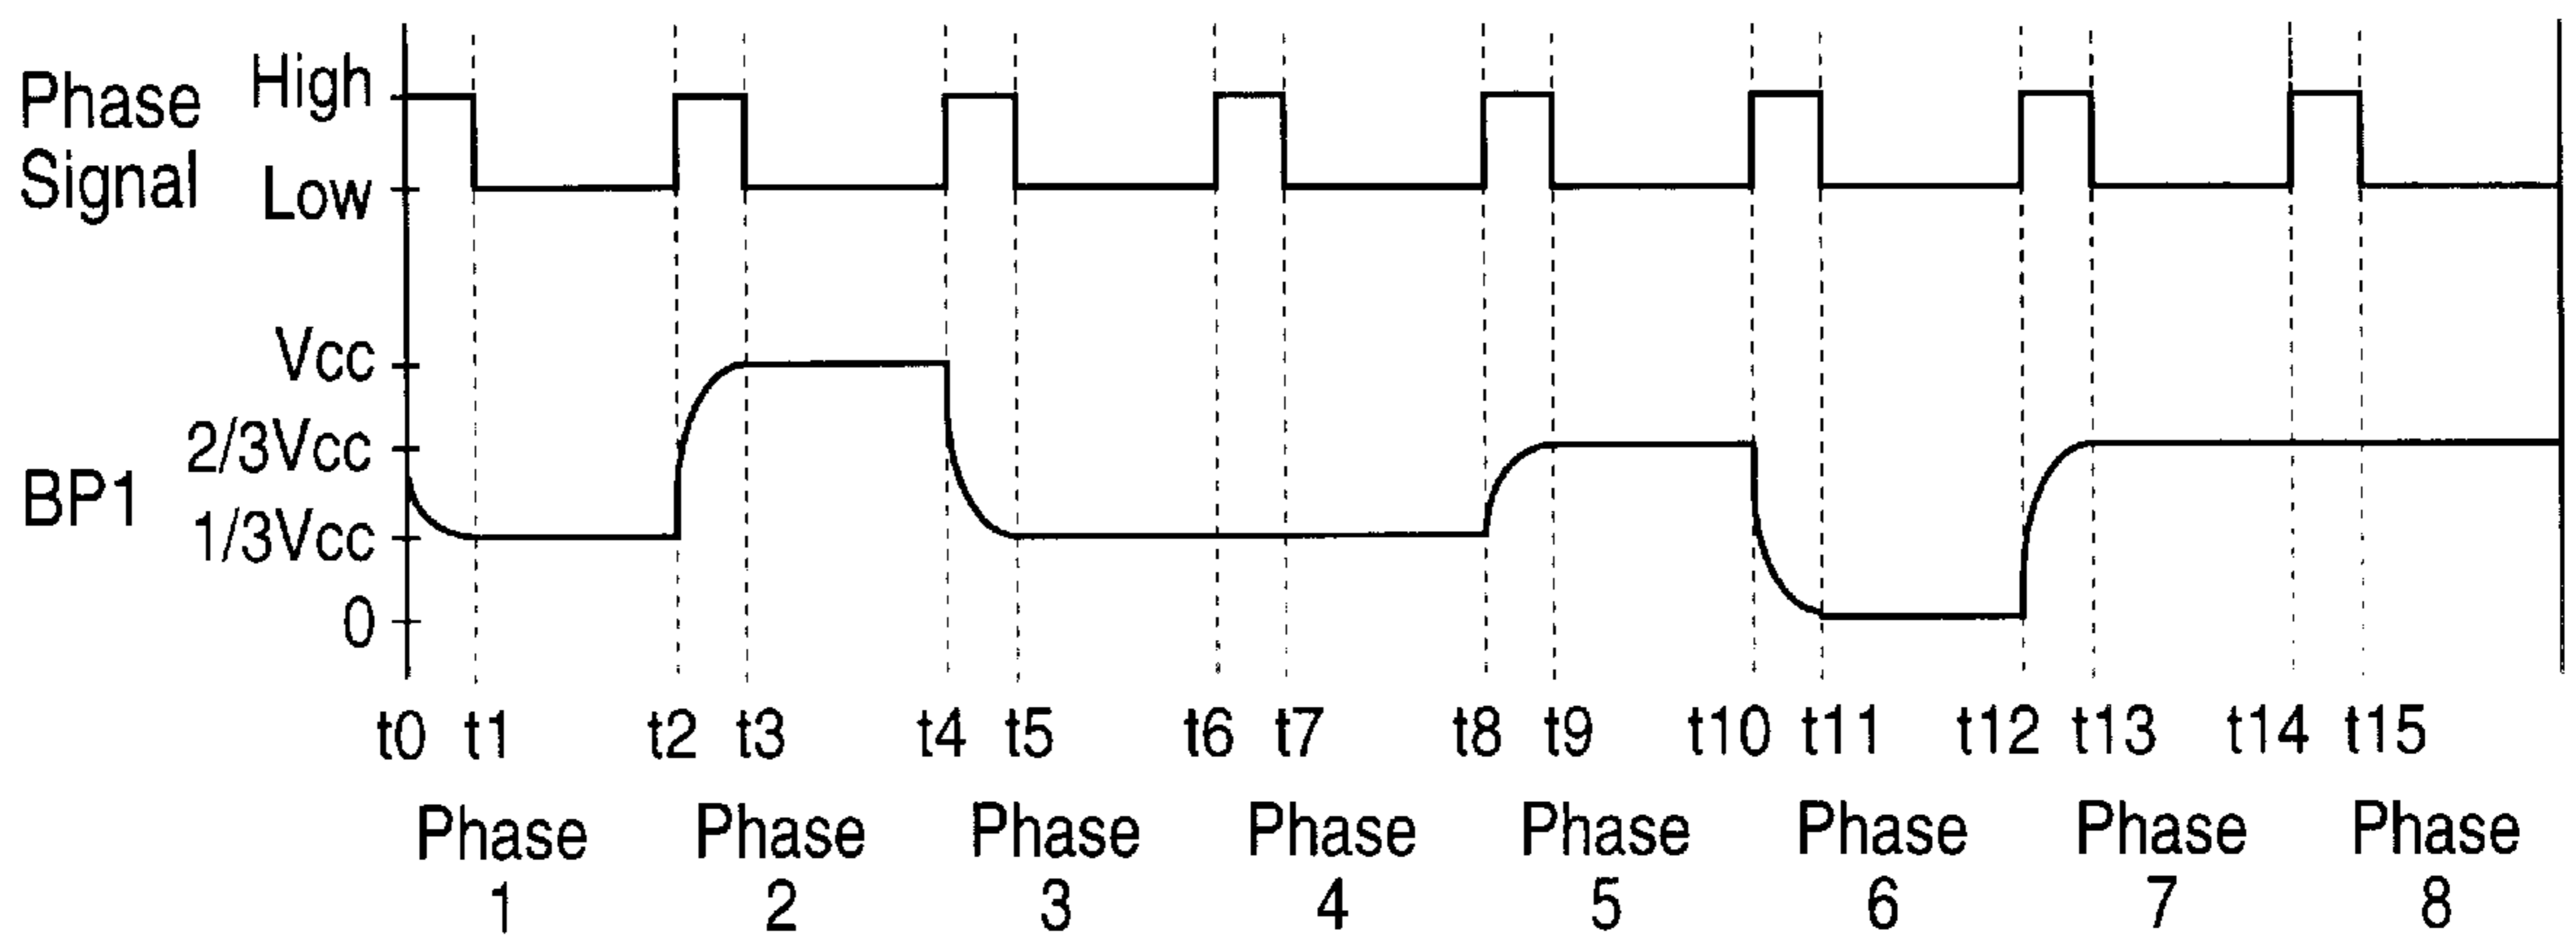 Phase Signal
High
Low
BP1
Vcc
2/3Vcc
1/3Vcc
0
t0 t1 t2 t3 t4 t5 t6 t7 t8 t9 t10 t11 t12 t13 t14 t15
Phase 1
Phase 2
Phase 3
Phase 4
Phase 5
Phase 6
Phase 7
Phase 8